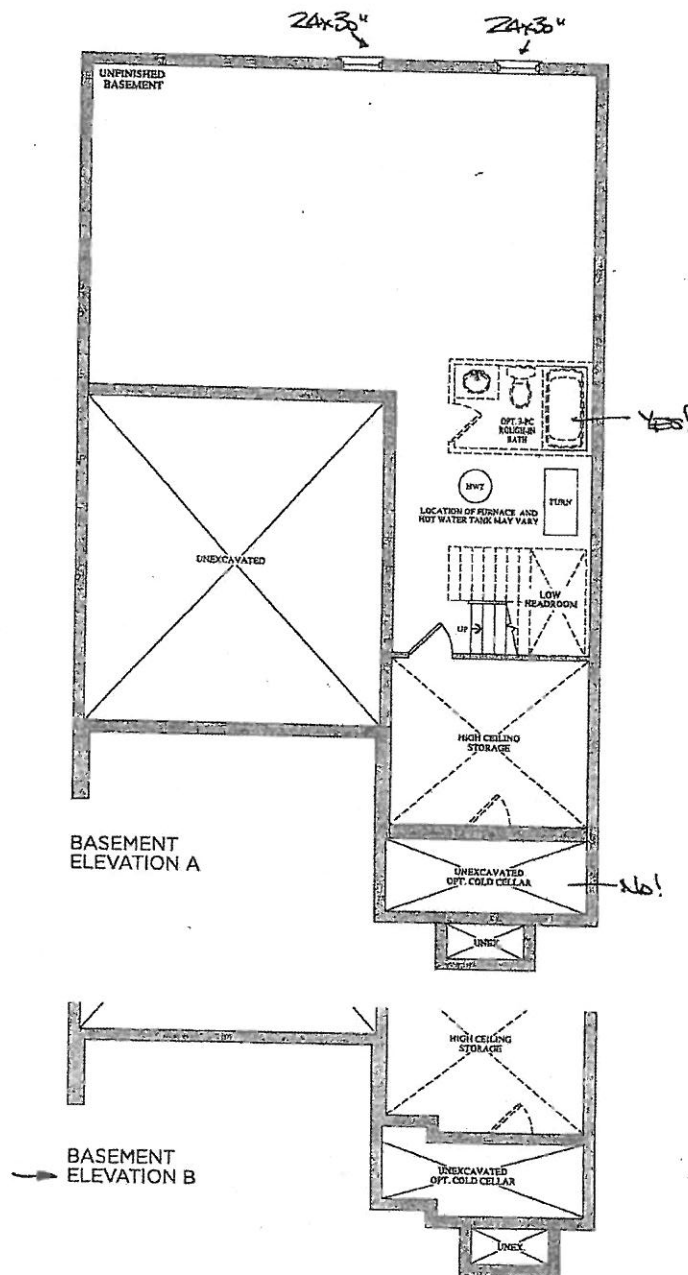 24x30"
24x30"
UNFINISHED
BASEMENT
OPT. 3-PC
ROUGH-IN
BATH
YES!
HWT
FURN
LOCATION OF FURNACE AND
HOT WATER TANK MAY VARY
UNEXCAVATED
LOW
HEADROOM
UP
HIGH CEILING
STORAGE
BASEMENT
ELEVATION A
UNEXCAVATED
OPT. COLD CELLAR
No!
UNEX.
HIGH CEILING
STORAGE
BASEMENT
ELEVATION B
UNEXCAVATED
OPT. COLD CELLAR
UNEX.